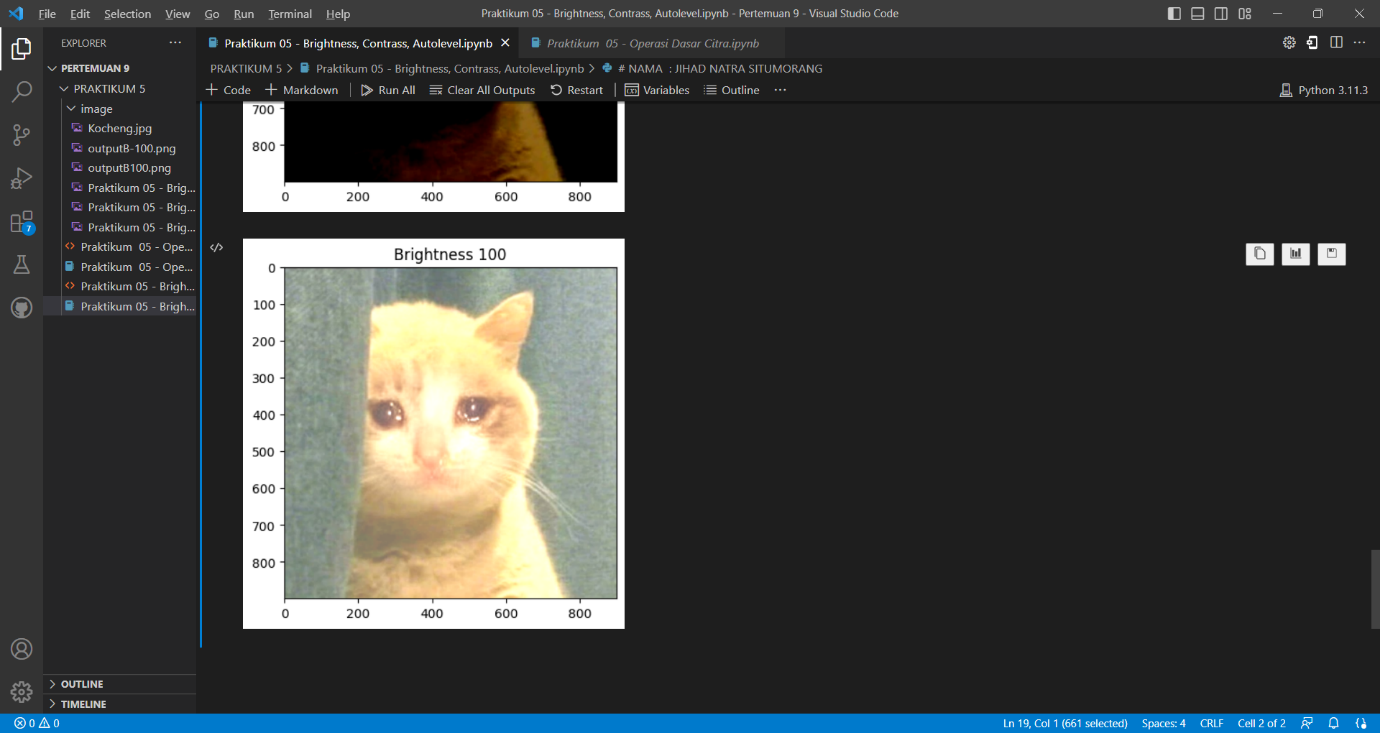 File Edit Selection View Go Run Terminal Help
Praktikum 05 - Brightness, Contrass, Autolevel.ipynb - Pertemuan 9 - Visual Studio Code
EXPLORER
Praktikum 05 - Brightness, Contrass, Autolevel.ipynb
Praktikum  05 - Operasi Dasar Citra.ipynb
PERTEMUAN 9
PRAKTIKUM 5
image
Kocheng.jpg
outputB-100.png
outputB100.png
Praktikum 05 - Brig...
Praktikum 05 - Brig...
Praktikum 05 - Brig...
Praktikum  05 - Ope...
Praktikum  05 - Ope...
Praktikum 05 - Brigh...
Praktikum 05 - Brigh...
OUTLINE
TIMELINE
PRAKTIKUM 5 > Praktikum 05 - Brightness, Contrass, Autolevel.ipynb > # NAMA  : JIHAD NATRA SITUMORANG
+ Code + Markdown Run All Clear All Outputs Restart Variables Outline ...
Python 3.11.3
700
800
0 200 400 600 800
Brightness 100
0
100
200
300
400
500
600
700
800
0 200 400 600 800
7
0 0
Ln 19, Col 1 (661 selected) Spaces: 4 CRLF Cell 2 of 2